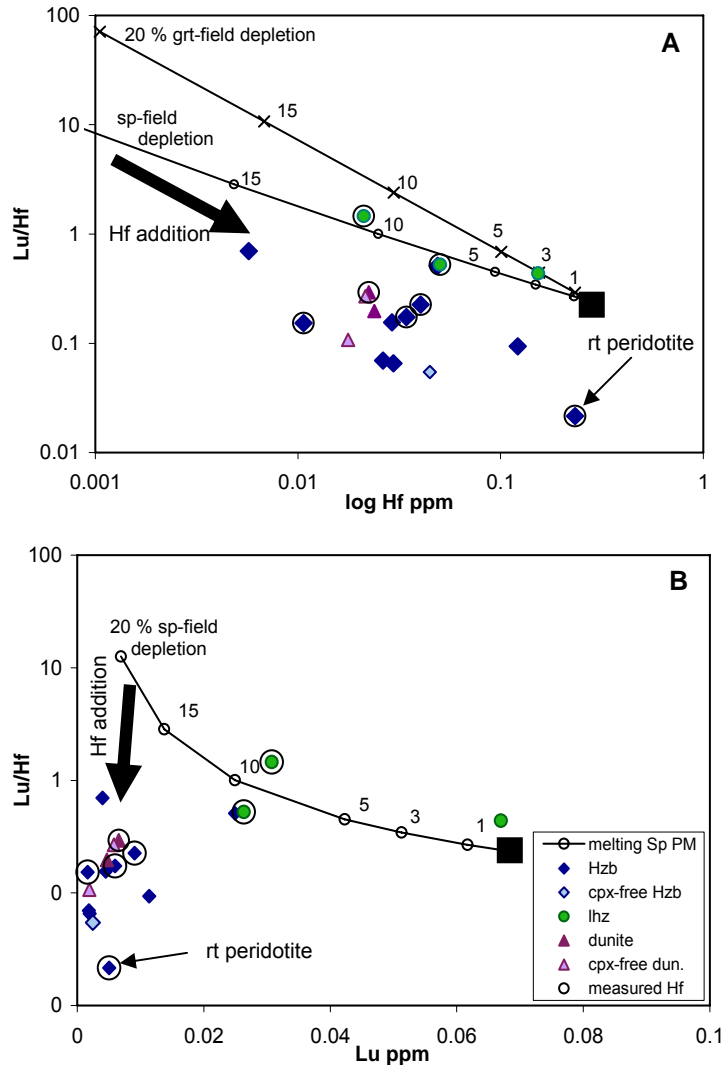 A
100
20 % grt-field depletion
sp-field
depletion
15
10
15
10
10
Hf addition
5
5
3
1
1
Lu/Hf
0.1
rt peridotite
0.01
0.001
0.01
0.1
1
log Hf ppm
B
100
20 % sp-field
depletion
10
15
Hf addition
10
1
5
3
1
Lu/Hf
0
rt peridotite
0
melting Sp PM
Hzb
cpx-free Hzb
lhz
dunite
cpx-free dun.
measured Hf
0
0.02
0.04
0.06
0.08
0.1
Lu ppm